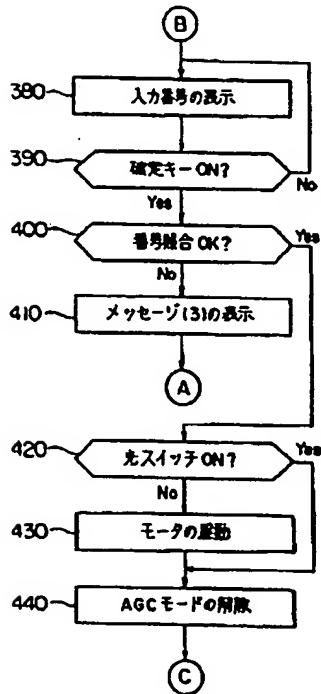 B
380
入力番号の表示
390
確定キーON?
No
Yes
400
番号照合OK?
Yes
No
410
メッセージ(3)の表示
A
420
光スイッチON?
Yes
No
430
モータの駆動
440
AGCモードの解除
C